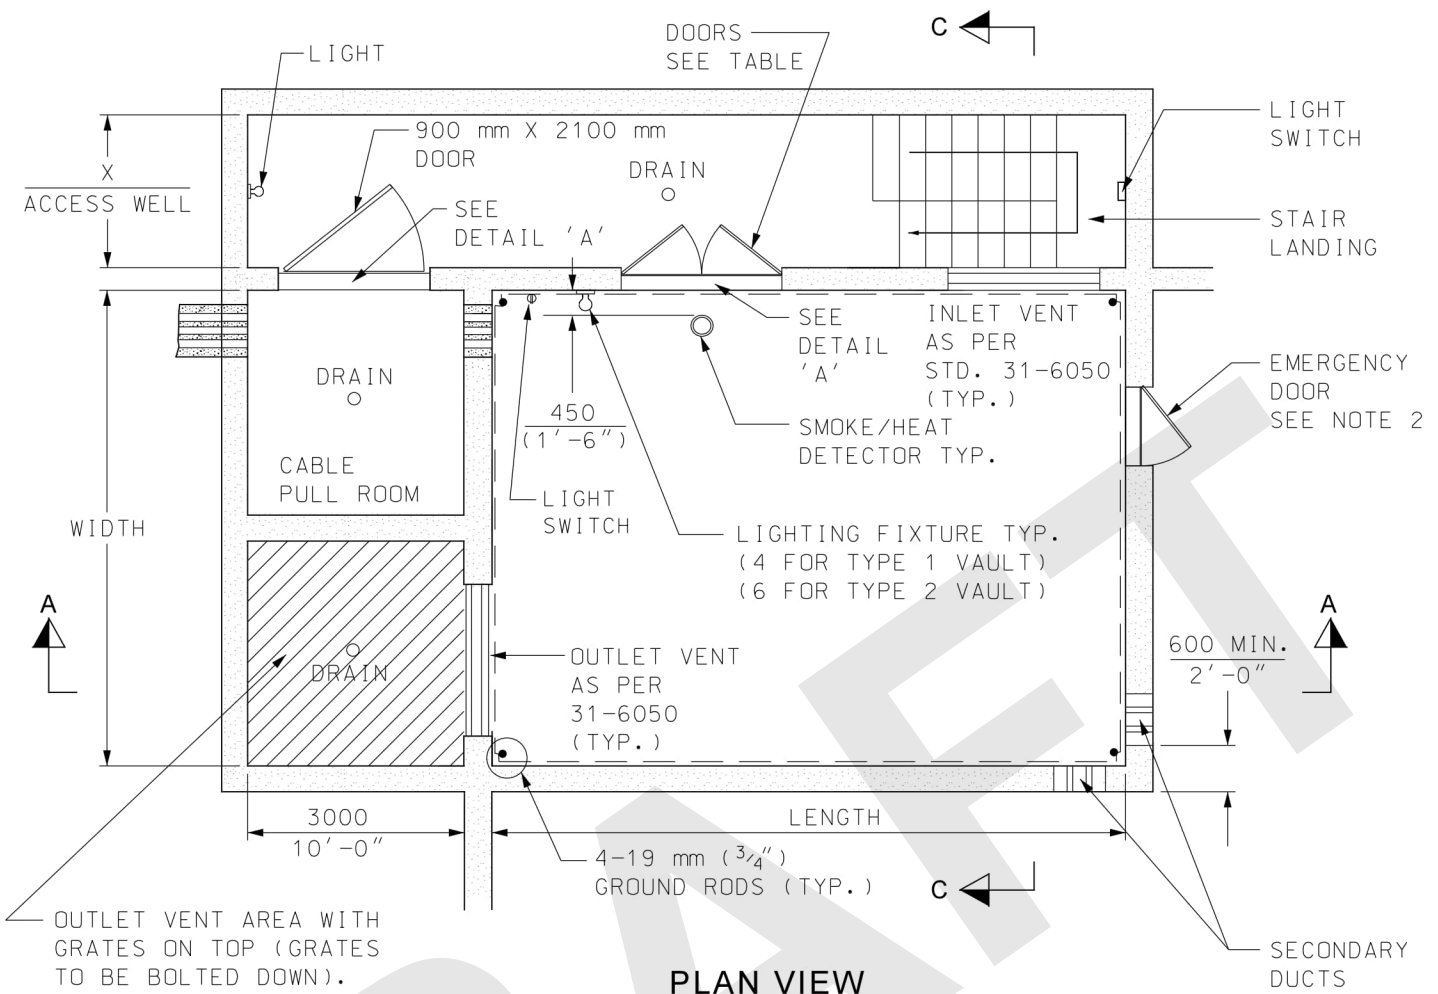 C
DOORS
SEE TABLE
LIGHT
LIGHT
SWITCH
900 mm X 2100 mm
DOOR
DRAIN
X
ACCESS WELL
SEE
DETAIL 'A'
STAIR
LANDING
SEE
DETAIL
'A'
INLET VENT
AS PER
STD. 31-6050
(TYP.)
EMERGENCY
DOOR
SEE NOTE 2
DRAIN
450
(1'-6")
SMOKE/HEAT
DETECTOR TYP.
CABLE
PULL ROOM
LIGHT
SWITCH
WIDTH
LIGHTING FIXTURE TYP.
(4 FOR TYPE 1 VAULT)
(6 FOR TYPE 2 VAULT)
A
A
600 MIN.
2'-0"
DRAIN
OUTLET VENT
AS PER
31-6050
(TYP.)
3000
10'-0"
LENGTH
4-19 mm (3/4")
GROUND RODS (TYP.)
C
OUTLET VENT AREA WITH
GRATES ON TOP (GRATES
TO BE BOLTED DOWN).
SECONDARY
DUCTS
PLAN VIEW
DRAFT